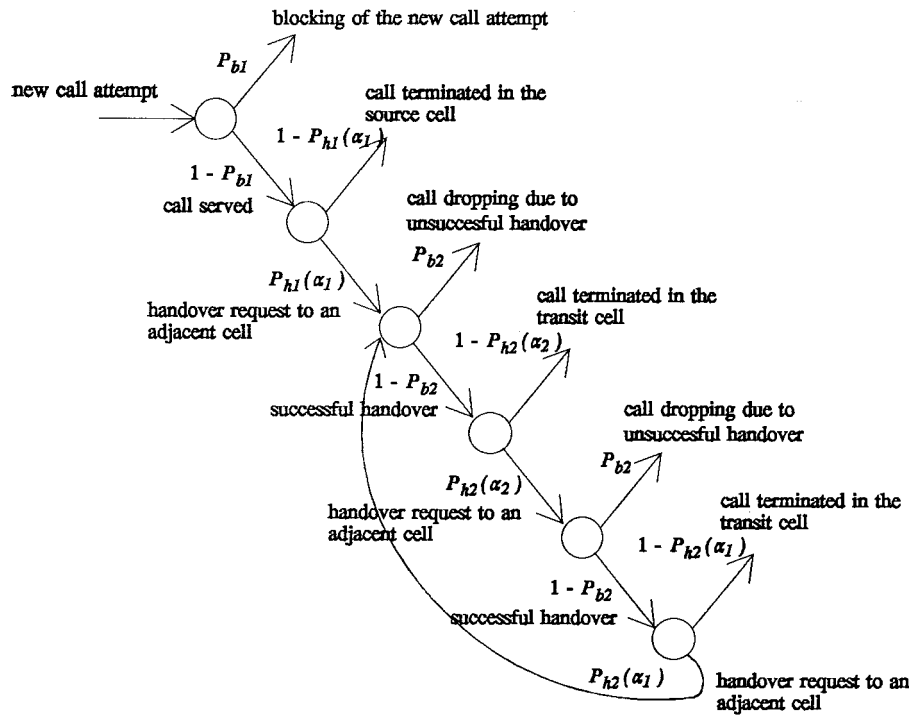 blocking of the new call attempt
P_b1
new call attempt
call terminated in the
source cell
1 - P_h1(α_1)
1 - P_b1
call served
call dropping due to
unsuccesful handover
P_b2
P_h1(α_1)
handover request to an
adjacent cell
call terminated in the
transit cell
1 - P_h2(α_2)
1 - P_b2
successful handover
call dropping due to
unsuccesful handover
P_b2
P_h2(α_2)
handover request to an
adjacent cell
call terminated in the
transit cell
1 - P_h2(α_1)
1 - P_b2
successful handover
P_h2(α_1)
handover request to an
adjacent cell